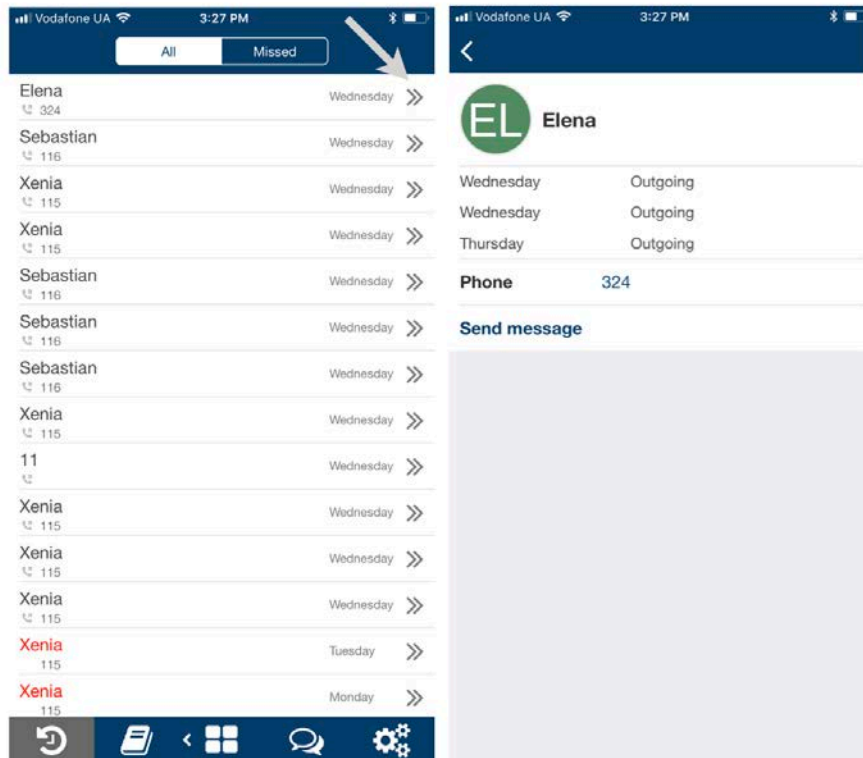 Vodafone UA 3:27 PM
All Missed
Elena Wednesday
324
Sebastian Wednesday
116
Xenia Wednesday
115
Xenia Wednesday
115
Sebastian Wednesday
116
Sebastian Wednesday
116
Sebastian Wednesday
116
Xenia Wednesday
115
11 Wednesday
Xenia Wednesday
115
Xenia Wednesday
115
Xenia Wednesday
115
Xenia Tuesday
115
Xenia Monday
115
Vodafone UA 3:27 PM
EL Elena
Wednesday Outgoing
Wednesday Outgoing
Thursday Outgoing
Phone 324
Send message